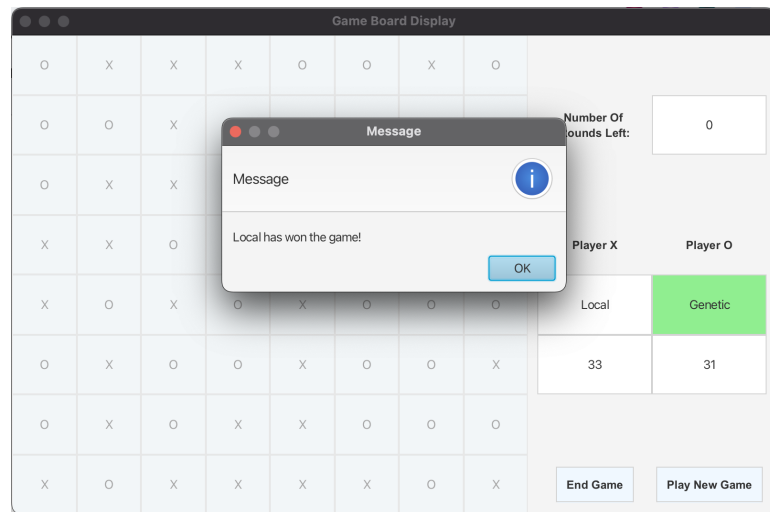 Game Board Display
O X X X O O X O
O O X
Number Of
ounds Left:
0
Message
Message
Local has won the game!
OK
O X X
X X O
Player X Player O
X O X O X O O O
Local Genetic
O X O O X O O X
33 31
O X O X X O O O
X O X X X X O X
End Game Play New Game